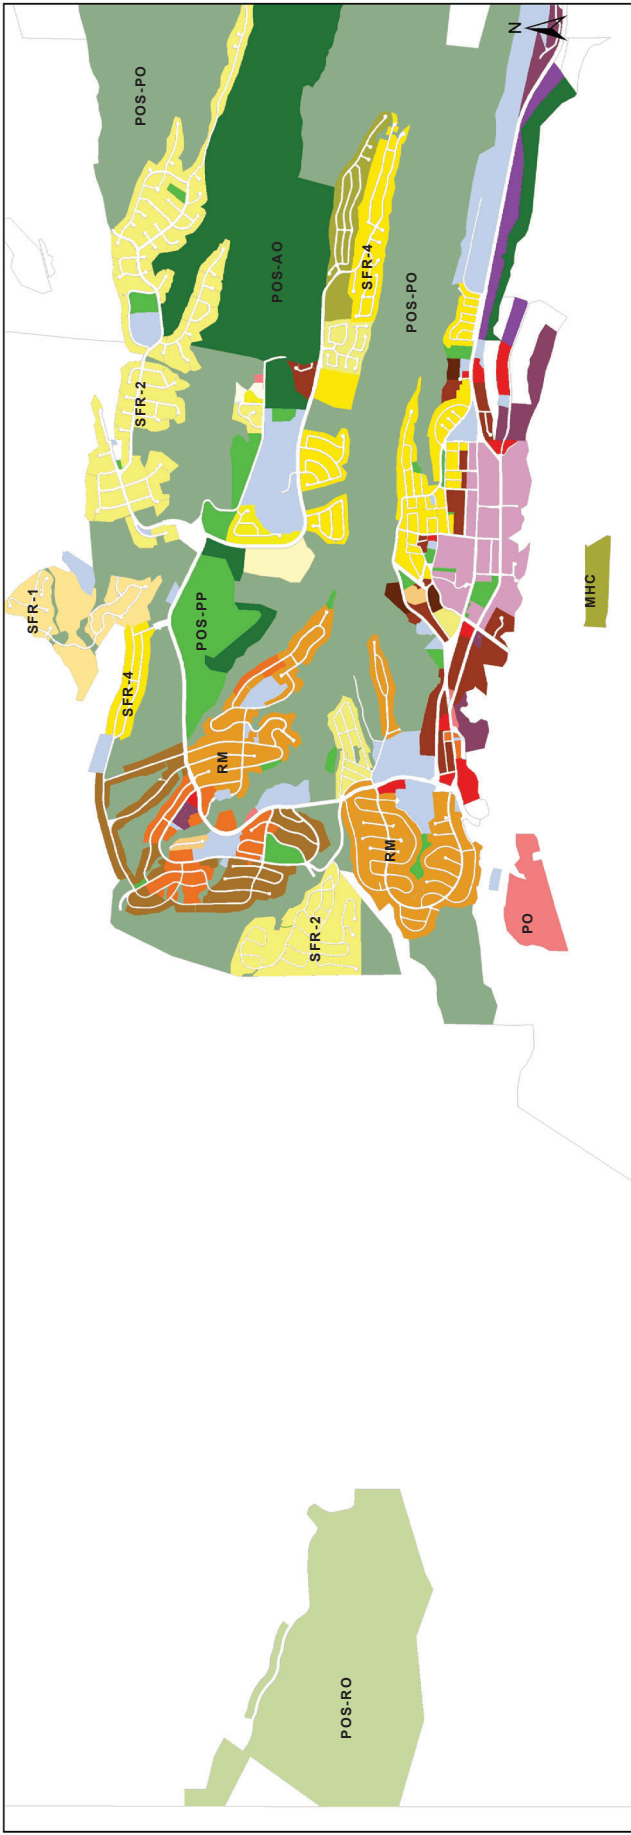 N
POS-PO
POS-AO
SFR-4
POS-PO
SFR-2
SFR-1
SFR-4
POS-PP
MHC
RM
RM
SFR-2
PO
POS-RO